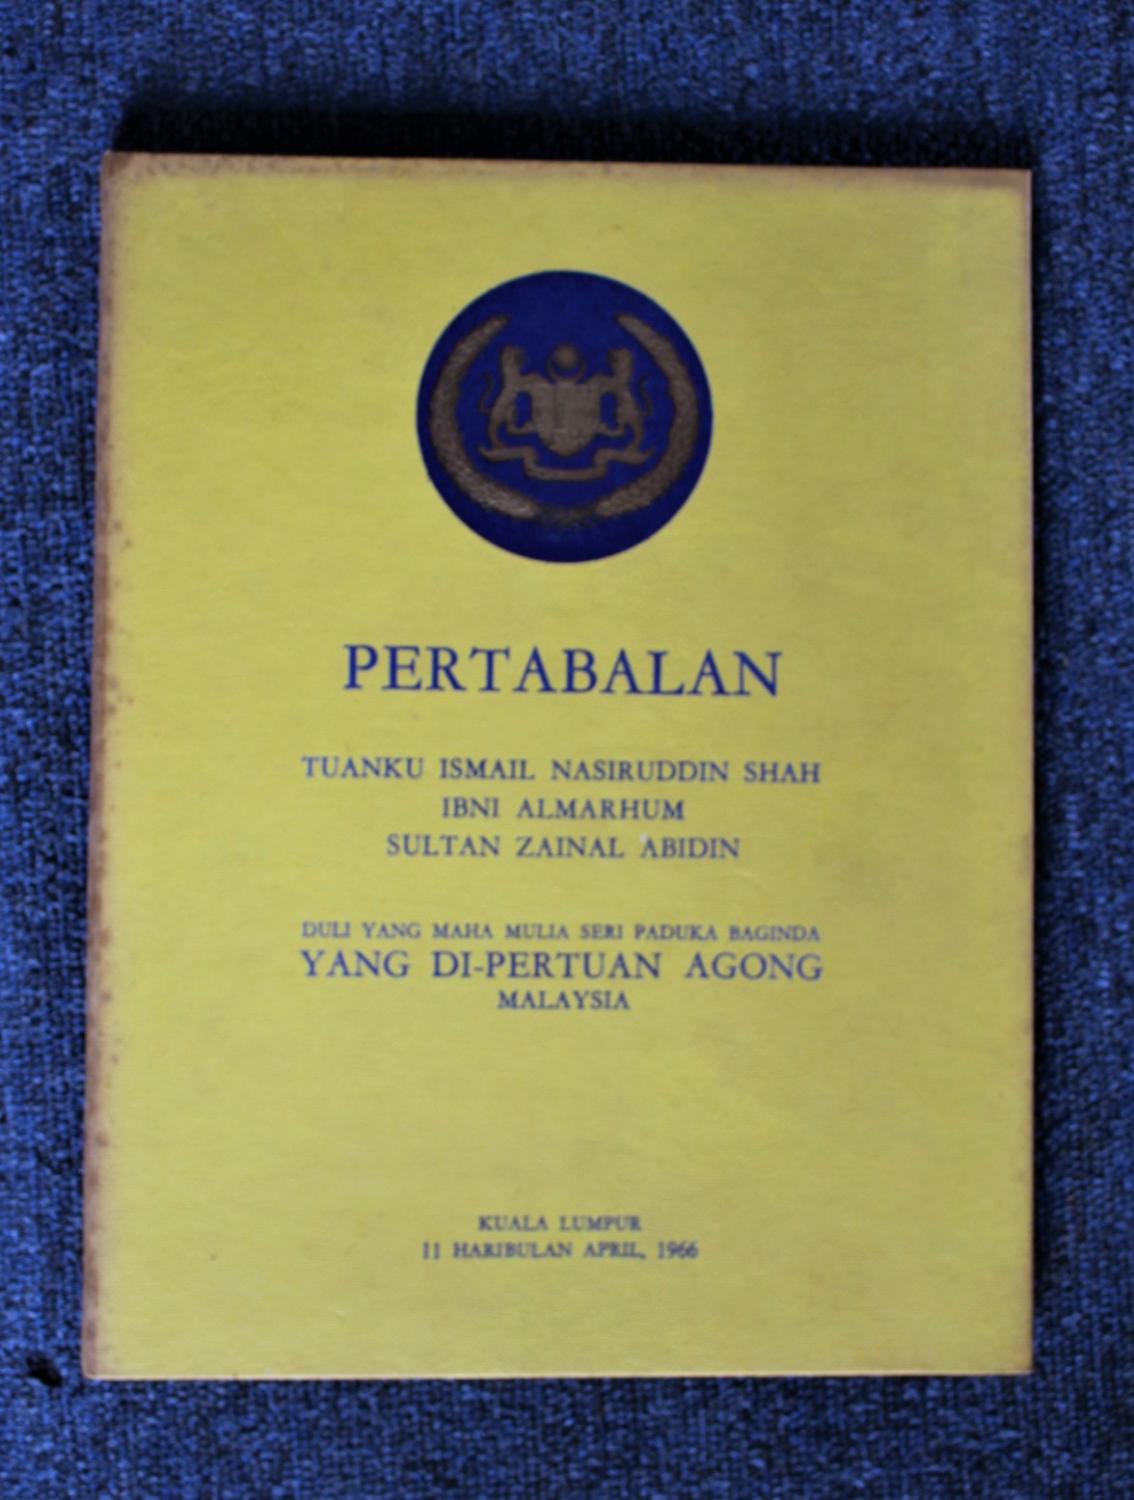 PERTABALAN
TUANKU ISMAIL NASIRUDDIN SHAH
IBNI ALMARHUM
SULTAN ZAINAL ABIDIN
DULI YANG MAHA MULIA SERI PADUKA BAGINDA
YANG DI-PERTUAN AGONG
MALAYSIA
KUALA LUMPUR
11 HARIBULAN APRIL, 1966